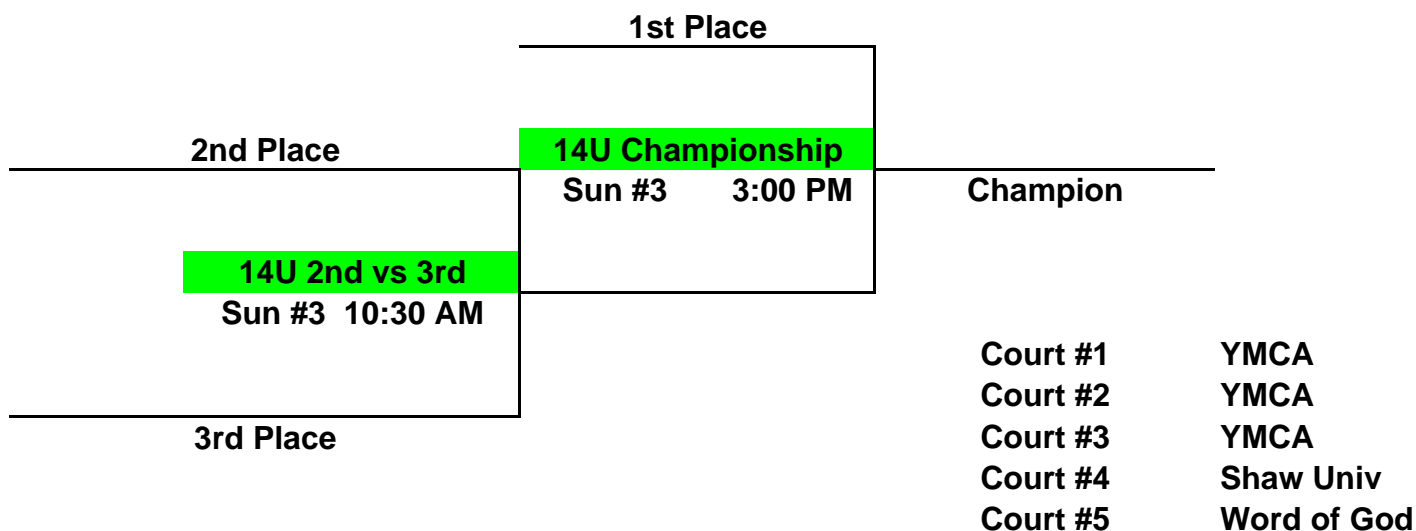 1st Place
2nd Place
14U Championship
Sun #3 3:00 PM
Champion
14U 2nd vs 3rd
Sun #3 10:30 AM
3rd Place
Court #1 YMCA
Court #2 YMCA
Court #3 YMCA
Court #4 Shaw Univ
Court #5 Word of God